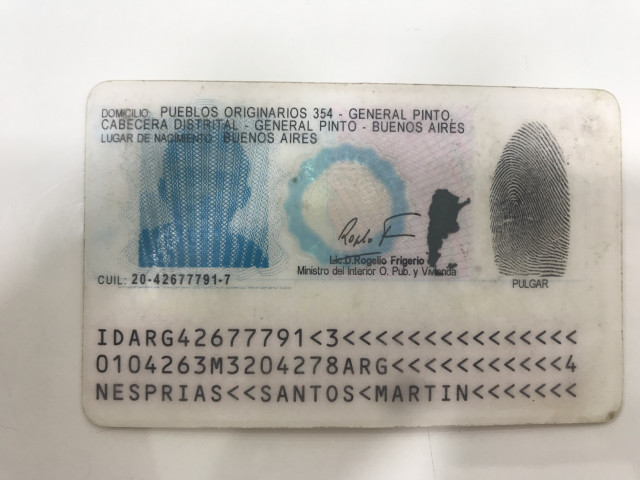 DOMICILIO: PUEBLOS ORIGINARIOS 354 - GENERAL PINTO,
CABECERA DISTRITAL - GENERAL PINTO - BUENOS AIRES
LUGAR DE NACIMIENTO: BUENOS AIRES
Lic.D.Rogelio Frigerio
Ministro del Interior O. Pub. y Vivienda
CUIL: 20-42677791-7
PULGAR
IDARG42677791<3<<<<<<<<<<<<<<<
0104263M3204278ARG<<<<<<<<<<<4
NESPRIAS<<SANTOS<MARTIN<<<<<<<